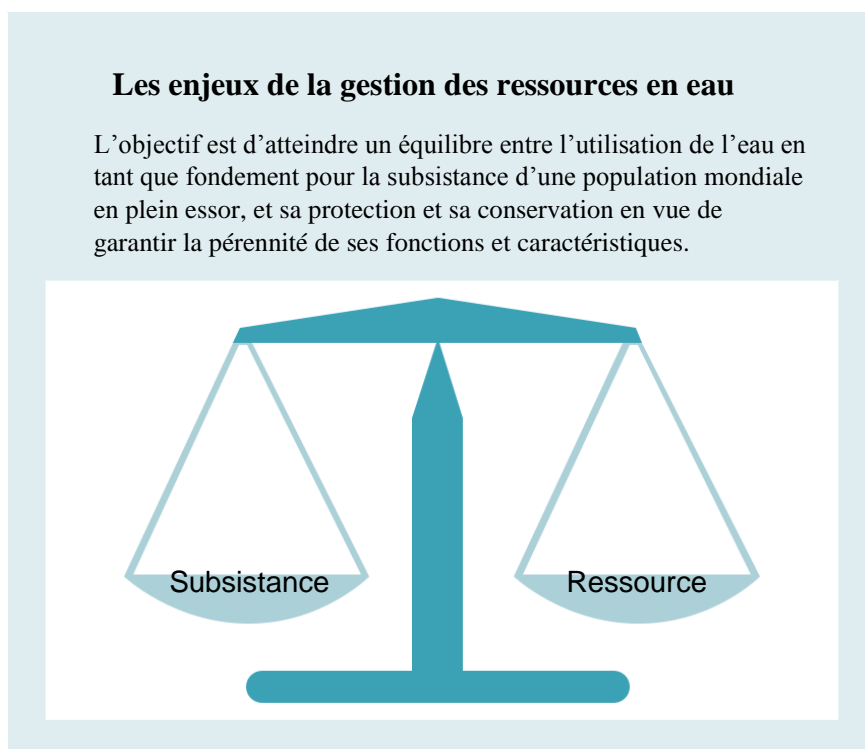 Les enjeux de la gestion des ressources en eau
L’objectif est d’atteindre un équilibre entre l’utilisation de l’eau en
tant que fondement pour la subsistance d’une population mondiale
en plein essor, et sa protection et sa conservation en vue de
garantir la pérennité de ses fonctions et caractéristiques.
Subsistance
Ressource